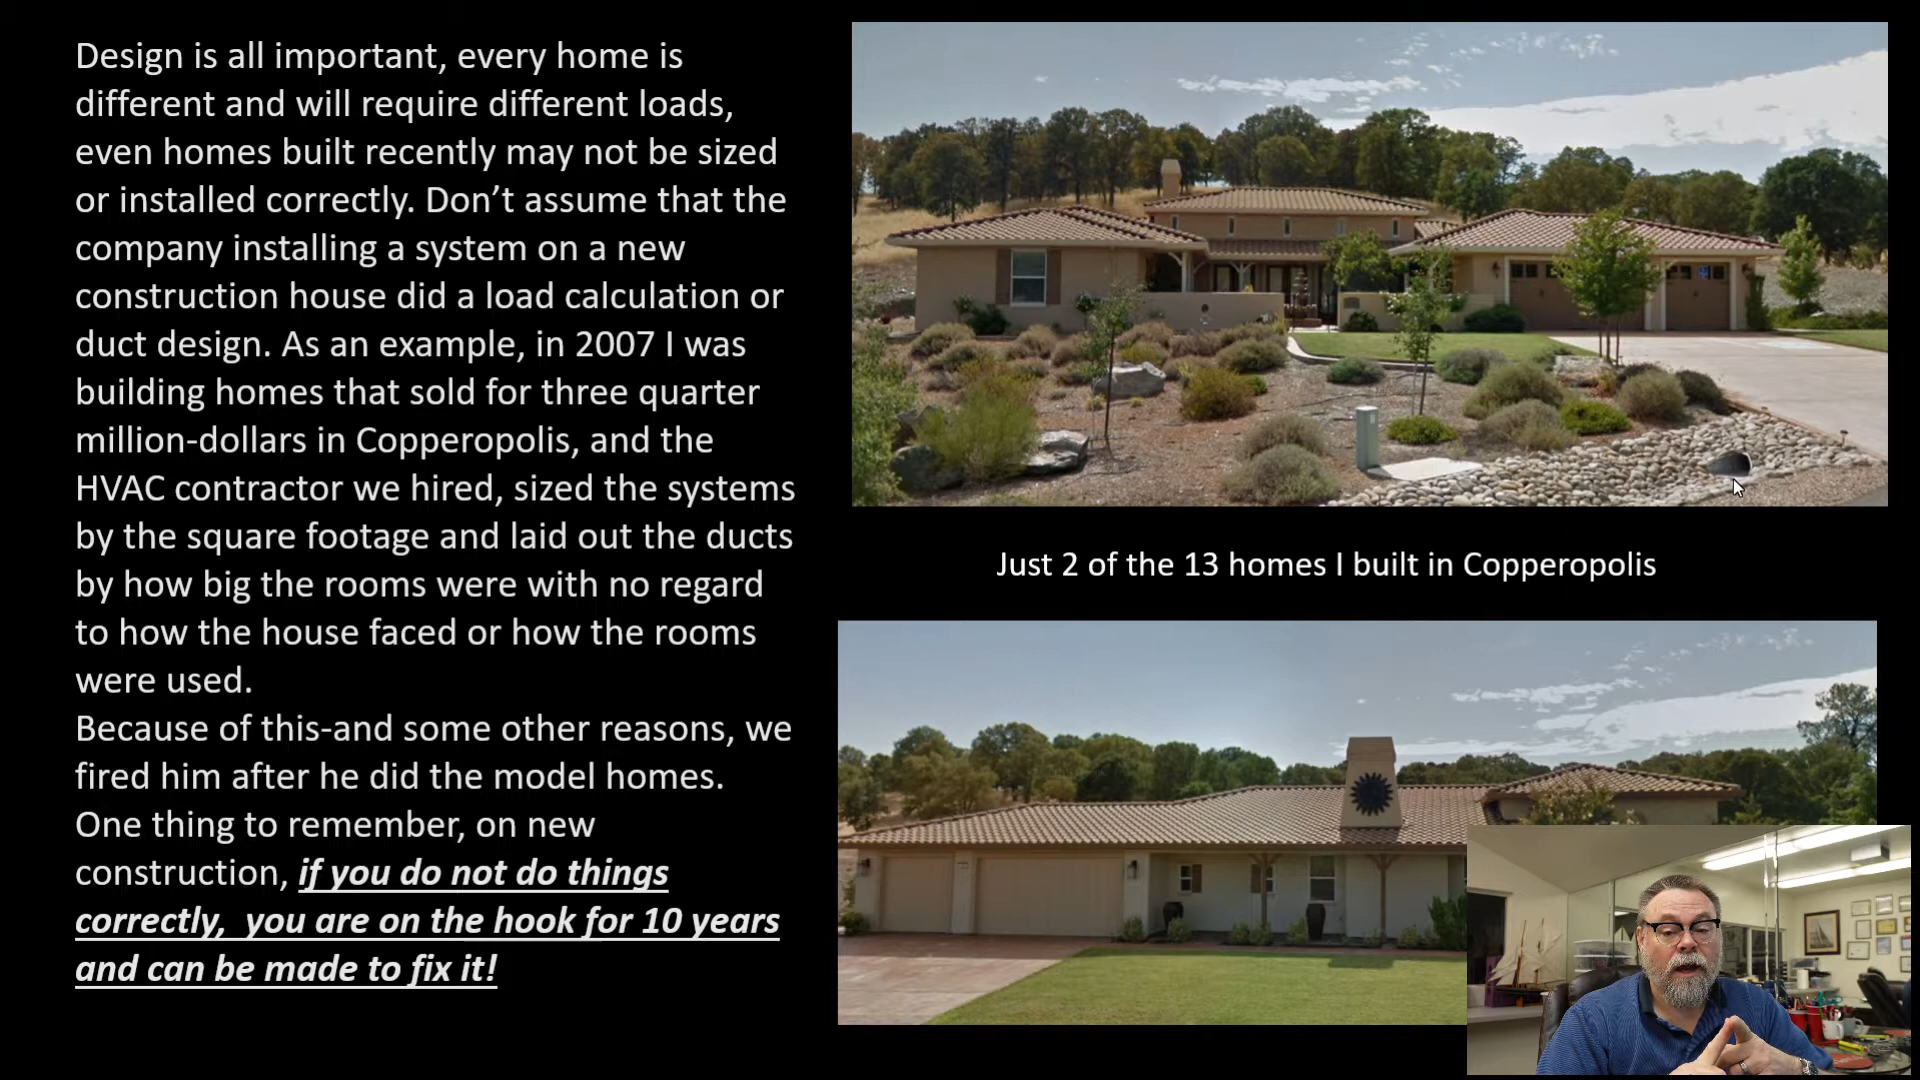 Design is all important, every home is
different and will require different loads,
even homes built recently may not be sized
or installed correctly. Don’t assume that the
company installing a system on a new
construction house did a load calculation or
duct design. As an example, in 2007 I was
building homes that sold for three quarter
million-dollars in Copperopolis, and the
HVAC contractor we hired, sized the systems
by the square footage and laid out the ducts
by how big the rooms were with no regard
to how the house faced or how the rooms
were used.
Because of this-and some other reasons, we
fired him after he did the model homes.
One thing to remember, on new
construction, if you do not do things
correctly,  you are on the hook for 10 years
and can be made to fix it!
Just 2 of the 13 homes I built in Copperopolis